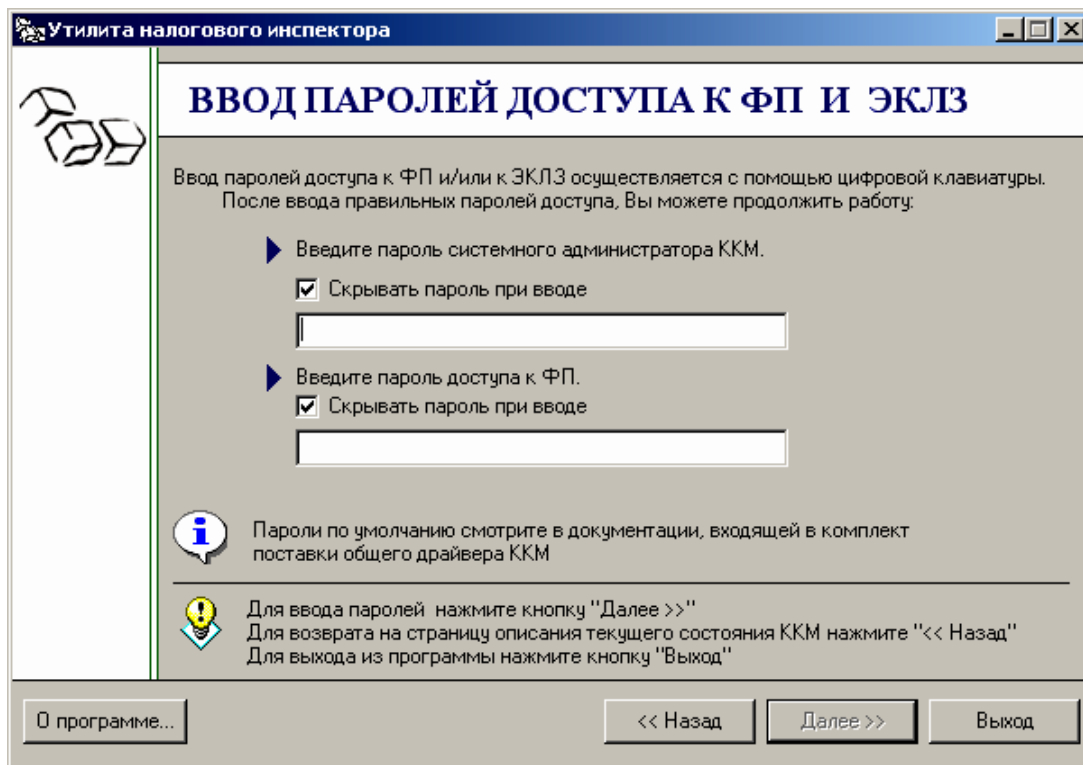 Утилита налогового инспектора
ВВОД ПАРОЛЕЙ ДОСТУПА К ФП И ЭКЛЗ
Ввод паролей доступа к ФП и/или к ЭКЛЗ осуществляется с помощью цифровой клавиатуры.
После ввода правильных паролей доступа, Вы можете продолжить работу:
Введите пароль системного администратора ККМ.
Скрывать пароль при вводе
Введите пароль доступа к ФП.
Скрывать пароль при вводе
Пароли по умолчанию смотрите в документации, входящей в комплект
поставки общего драйвера ККМ
Для ввода паролей нажмите кнопку "Далее >>"
Для возврата на страницу описания текущего состояния ККМ нажмите "<< Назад"
Для выхода из программы нажмите кнопку "Выход"
О программе... << Назад Далее >> Выход